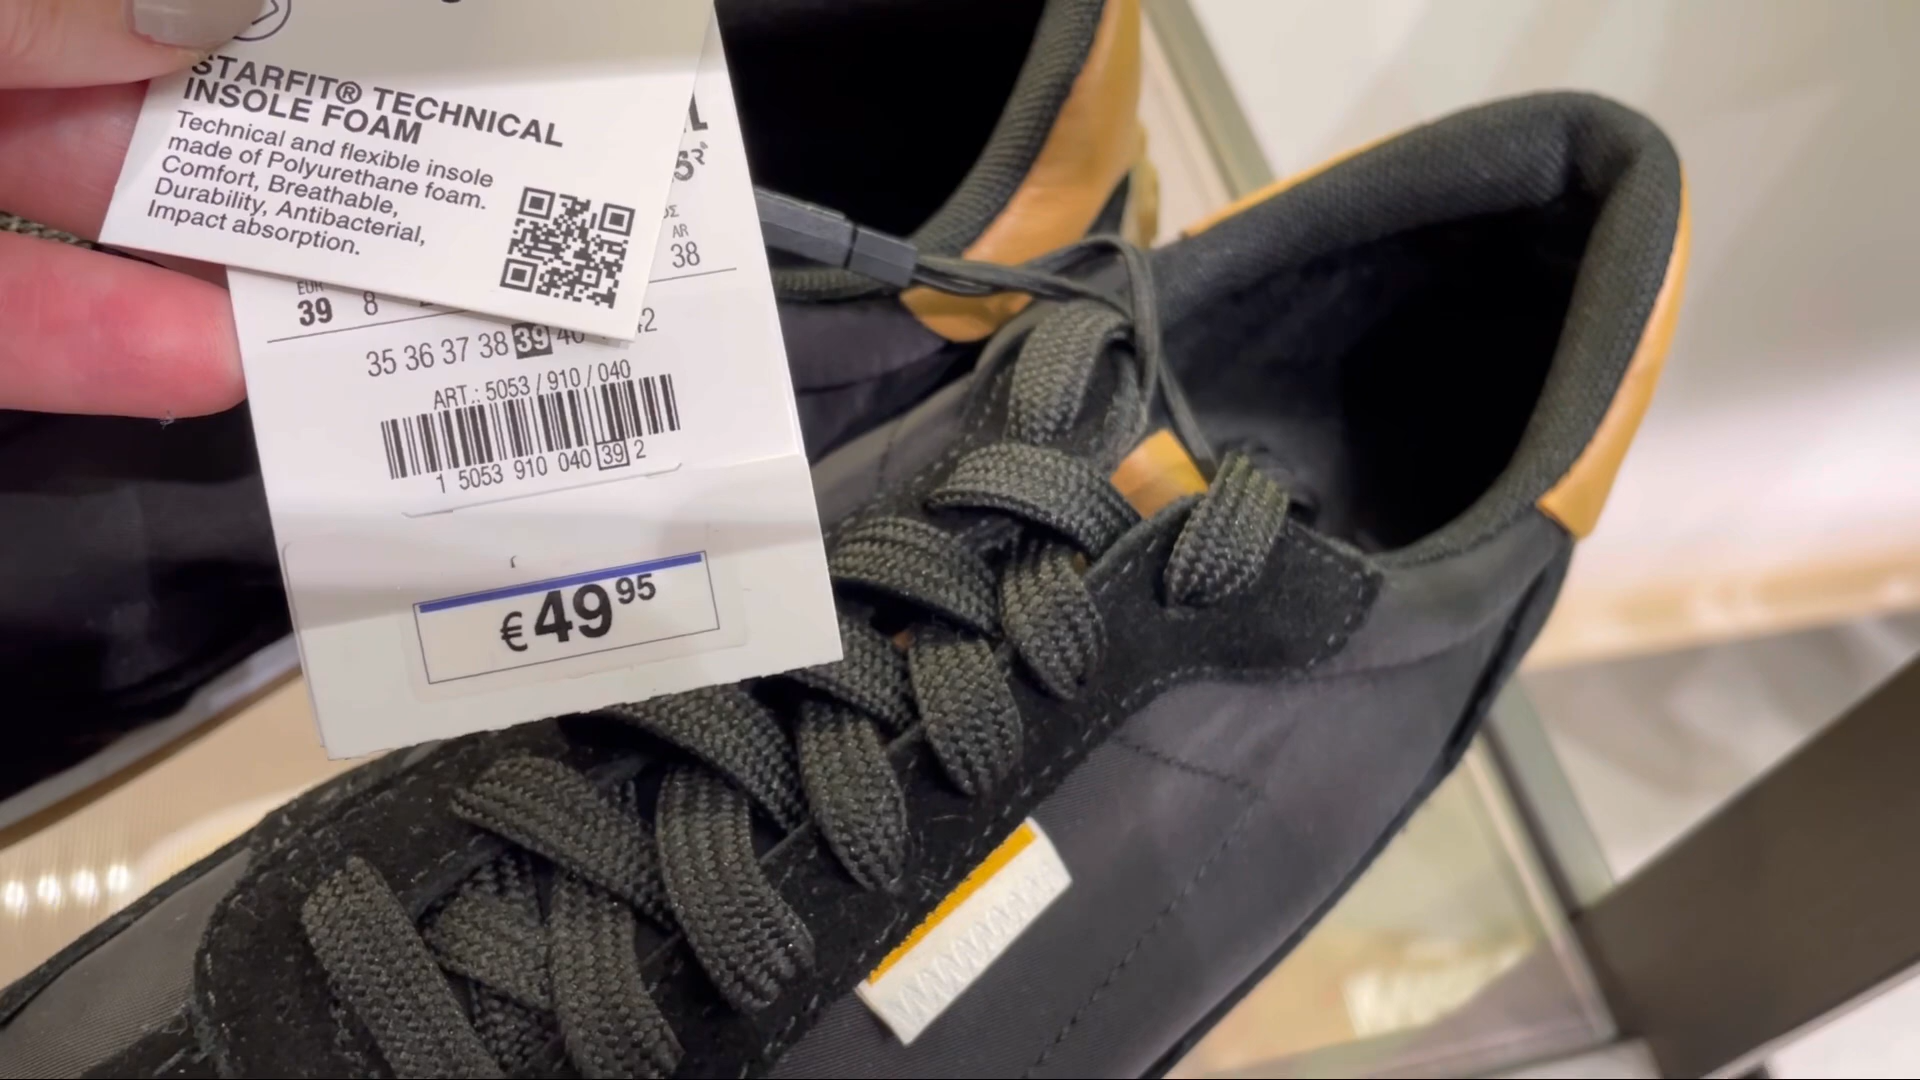 STARFIT® TECHNICAL
INSOLE FOAM
Technical and flexible insole
made of Polyurethane foam.
Comfort, Breathable,
Durability, Antibacterial,
Impact absorption.
AR
38
EUR
39 8
35 36 37 38 39 40
ART.: 5053 / 910 / 040
1 5053 910 040 39 2
€ 49 95